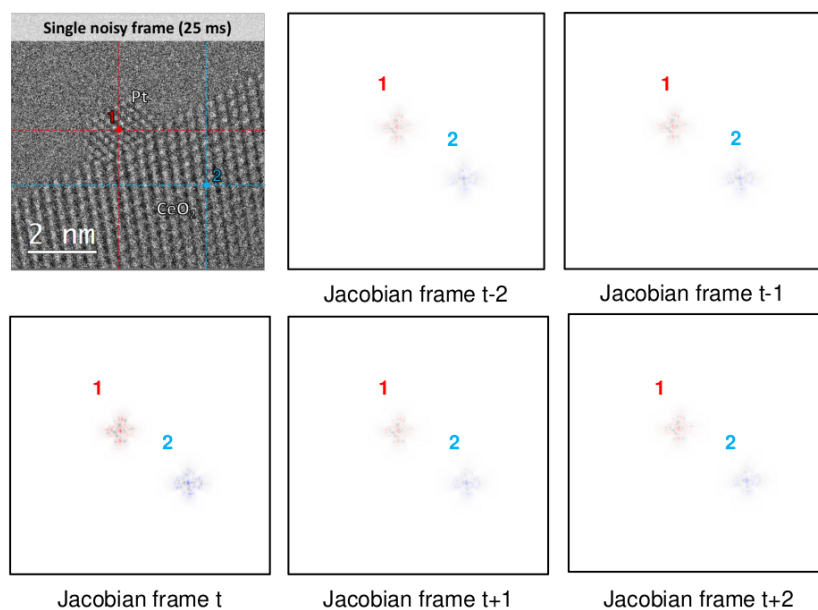 Single noisy frame (25 ms)
Pt
1
2
CeO
2 nm
1
2
Jacobian frame t-2
1
2
Jacobian frame t-1
1
2
Jacobian frame t
1
2
Jacobian frame t+1
1
2
Jacobian frame t+2